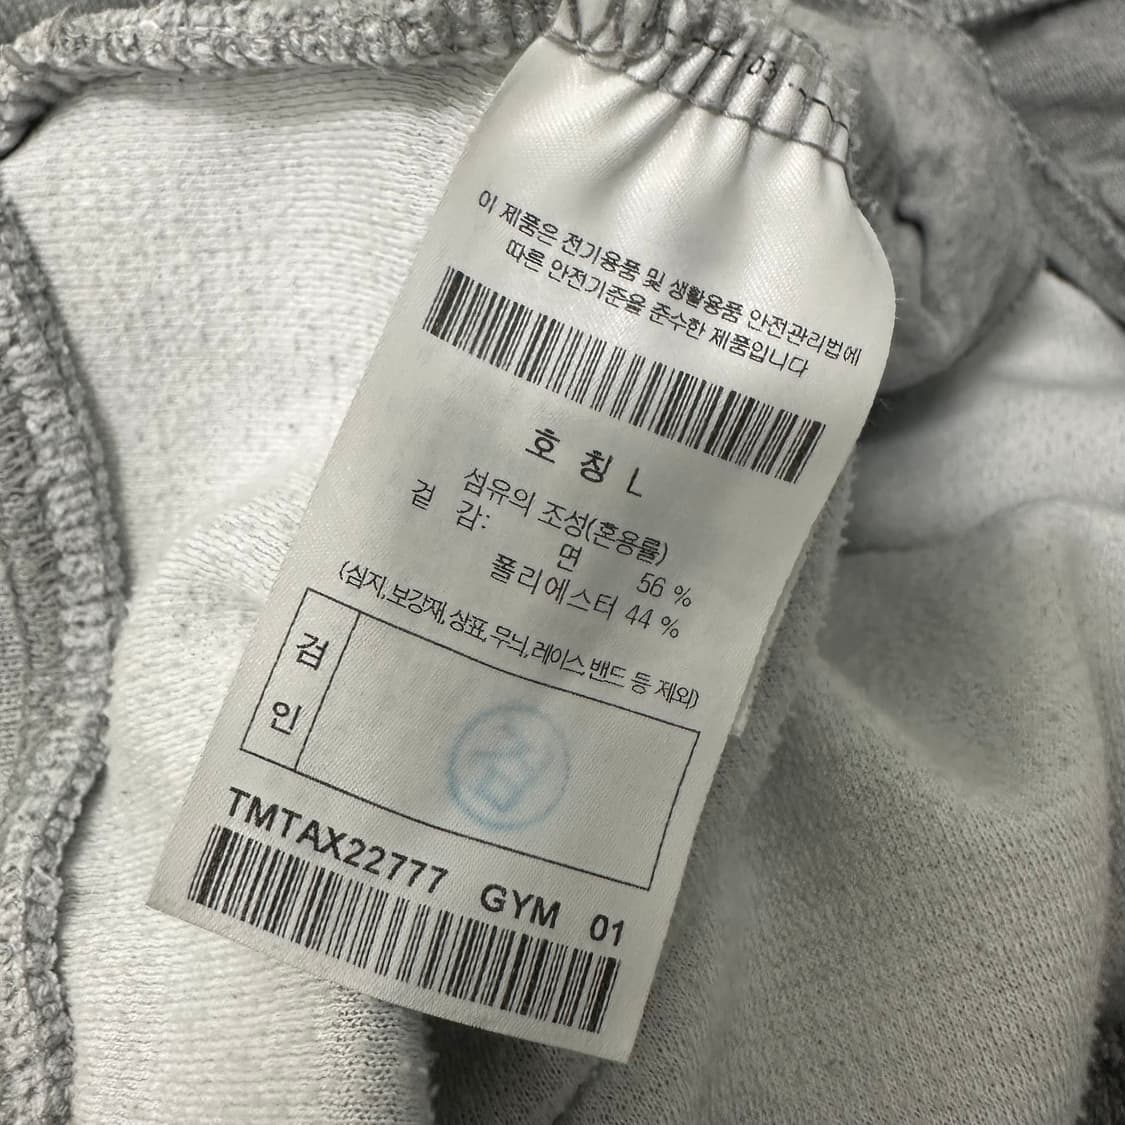 03
이 제품은 전기용품 및 생활용품 안전관리법에
따른 안전기준을 준수한 제품입니다
호 칭 L
섬유의 조성(혼용률)
겉 감:
면 56 %
폴리에스터 44 %
(심지,보강재,상표,무늬,레이스,밴드 등 제외)
검
인
검
TMTAX22777 GYM 01